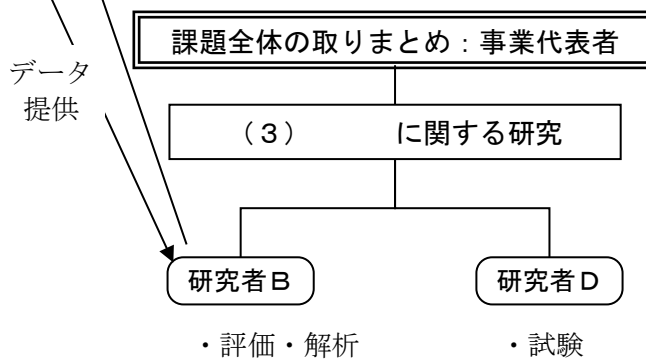 課題全体の取りまとめ：事業代表者
データ
提供
（３）　　　に関する研究
研究者Ｂ
研究者Ｄ
・評価・解析
・試験